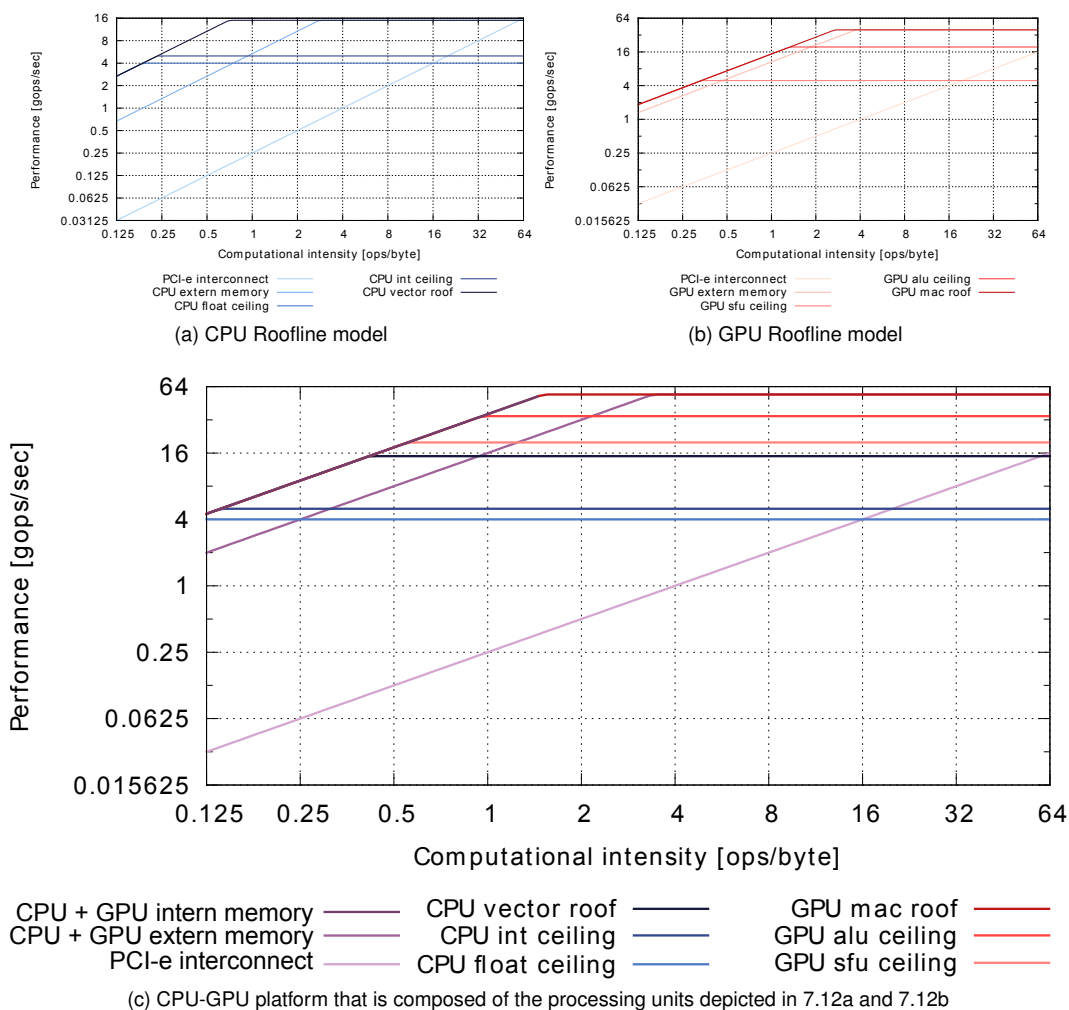 16
8
4
2
1
0.5
0.25
0.125
0.0625
0.03125
Performance [gops/sec]
0.125 0.25 0.5 1 2 4 8 16 32 64
Computational intensity [ops/byte]
PCI-e interconnect
CPU extern memory
CPU float ceiling
CPU int ceiling
CPU vector roof
(a) CPU Roofline model
64
16
4
1
0.25
0.0625
0.015625
Performance [gops/sec]
0.125 0.25 0.5 1 2 4 8 16 32 64
Computational intensity [ops/byte]
PCI-e interconnect
GPU extern memory
GPU sfu ceiling
GPU alu ceiling
GPU mac roof
(b) GPU Roofline model
64
16
4
1
0.25
0.0625
0.015625
Performance [gops/sec]
0.125 0.25 0.5 1 2 4 8 16 32 64
Computational intensity [ops/byte]
CPU + GPU intern memory
CPU + GPU extern memory
PCI-e interconnect
CPU vector roof
CPU int ceiling
CPU float ceiling
GPU mac roof
GPU alu ceiling
GPU sfu ceiling
(c) CPU-GPU platform that is composed of the processing units depicted in 7.12a and 7.12b